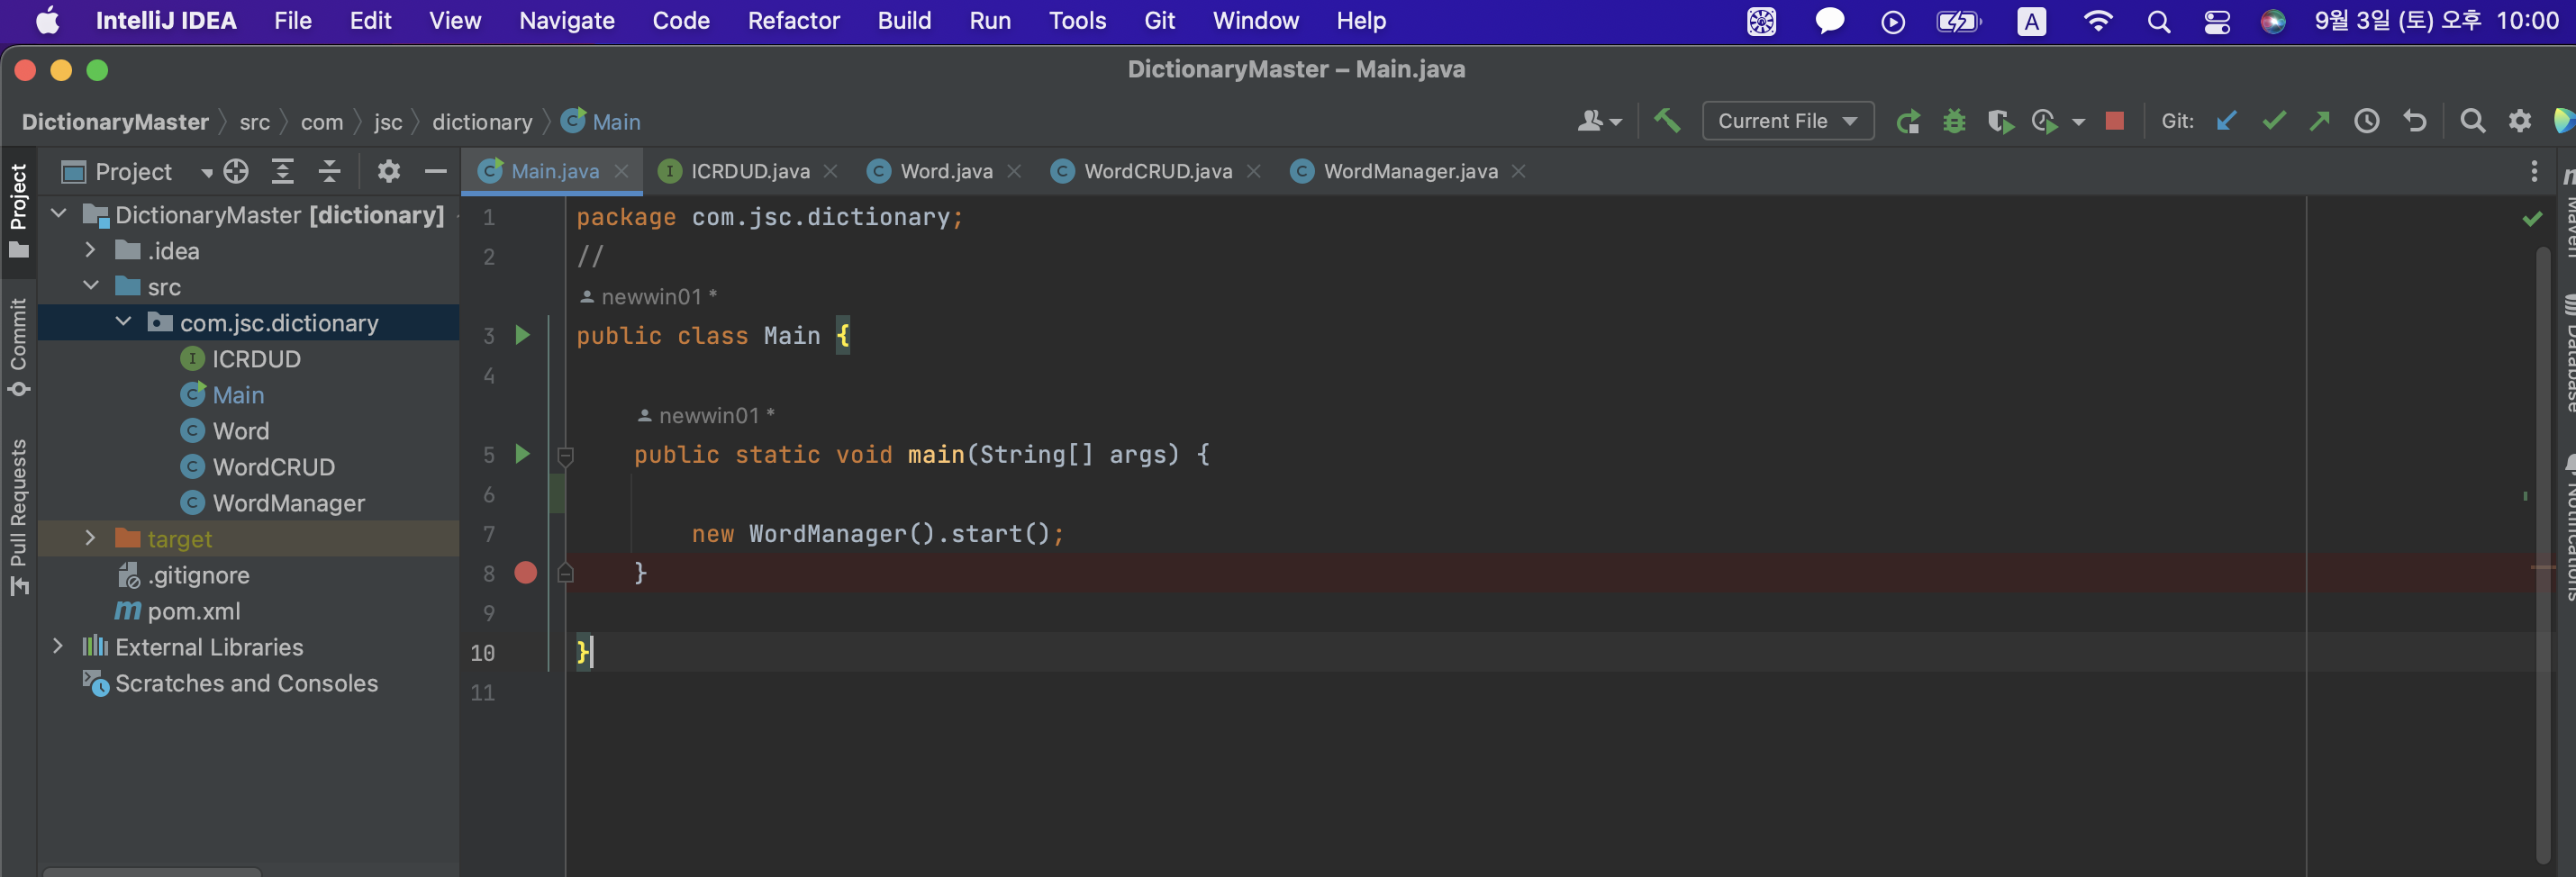 IntelliJ IDEA File Edit View Navigate Code Refactor Build Run Tools Git Window Help A 9월 3일 (토) 오후 10:00
DictionaryMaster – Main.java
DictionaryMaster src com jsc dictionary Main Current File Git:
Project
Commit
Pull Requests
Project
DictionaryMaster [dictionary]
.idea
src
com.jsc.dictionary
ICRDUD
Main
Word
WordCRUD
WordManager
target
.gitignore
pom.xml
External Libraries
Scratches and Consoles
Main.java ICRDUD.java Word.java WordCRUD.java WordManager.java
1 package com.jsc.dictionary;
2 //
newwin01 *
3 public class Main {
4
newwin01 *
5 public static void main(String[] args) {
6
7 new WordManager().start();
8 }
9
10 }
11
Maven
Database
Notifications